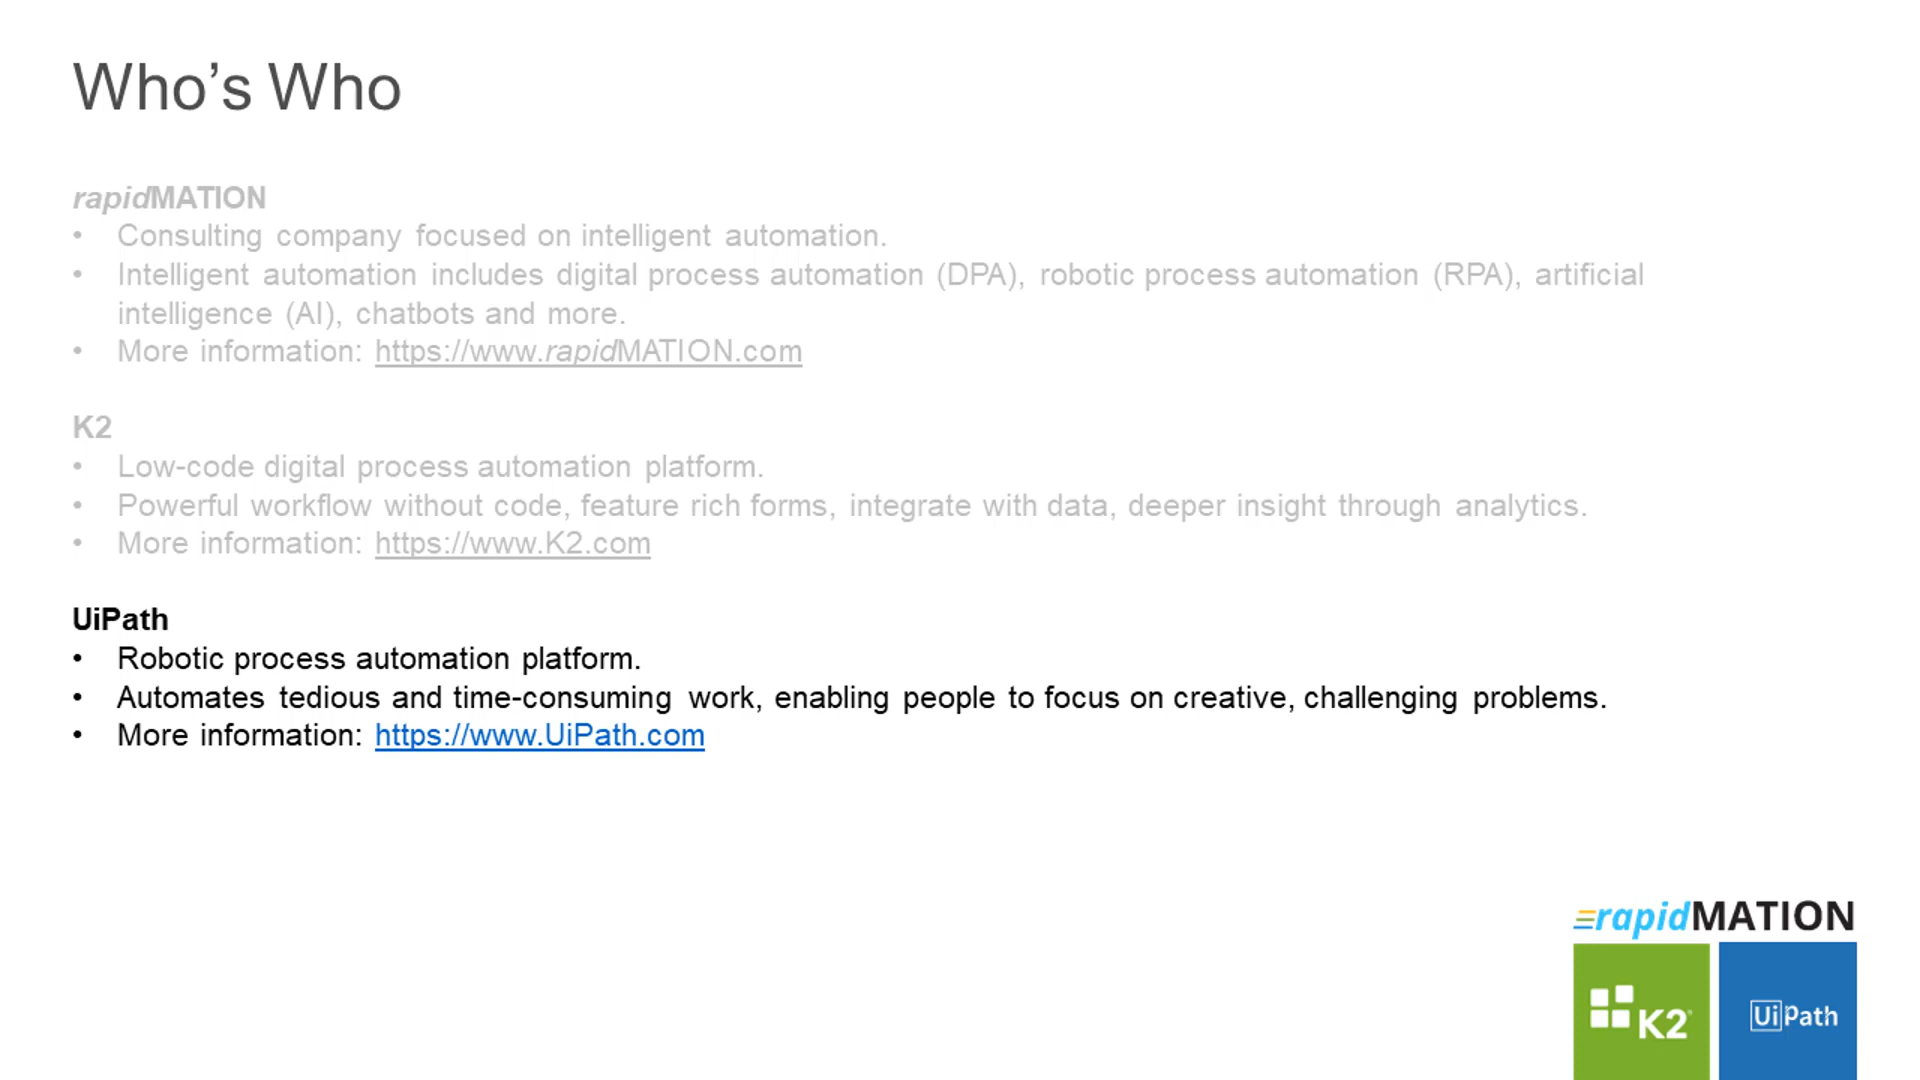 Who's Who
rapidMATION
• Consulting company focused on intelligent automation.
• Intelligent automation includes digital process automation (DPA), robotic process automation (RPA), artificial
intelligence (AI), chatbots and more.
• More information: https://www.rapidMATION.com
K2
• Low-code digital process automation platform.
• Powerful workflow without code, feature rich forms, integrate with data, deeper insight through analytics.
• More information: https://www.K2.com
UiPath
• Robotic process automation platform.
• Automates tedious and time-consuming work, enabling people to focus on creative, challenging problems.
• More information: https://www.UiPath.com
rapidMATION
K2
UiPath